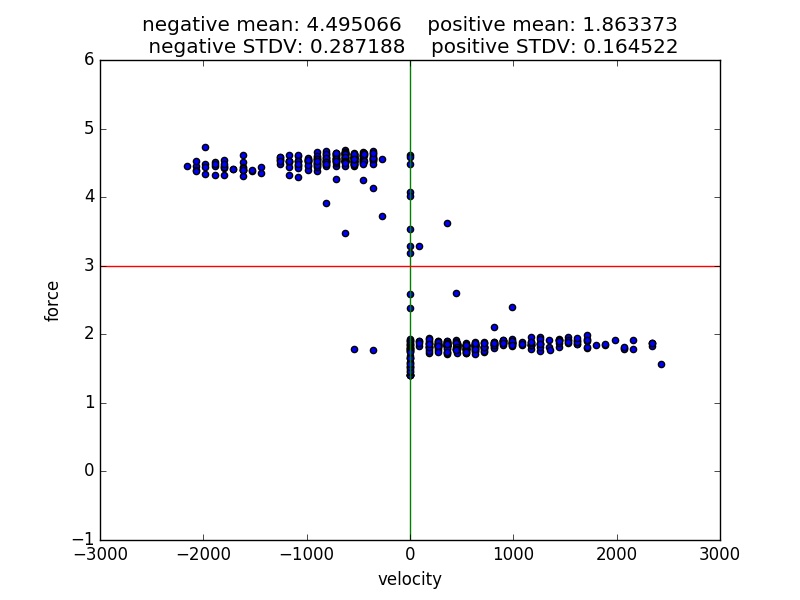 negative mean: 4.495066    positive mean: 1.863373
negative STDV: 0.287188    positive STDV: 0.164522
6
5
4
3
2
1
0
−1
force
−3000 −2000 −1000 0 1000 2000 3000
velocity